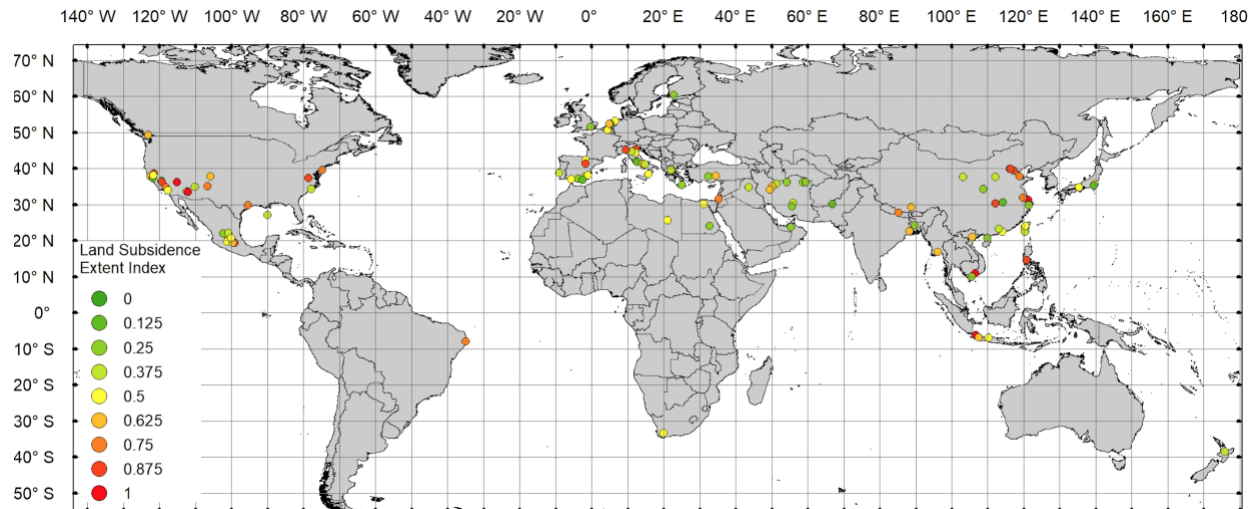 140° W 120° W 100° W 80° W 60° W 40° W 20° W 0° 20° E 40° E 60° E 80° E 100° E 120° E 140° E 160° E 180
70° N
60° N
50° N
40° N
30° N
20° N
10° N
0°
10° S
20° S
30° S
40° S
50° S
Land Subsidence
Extent Index
0
0.125
0.25
0.375
0.5
0.625
0.75
0.875
1